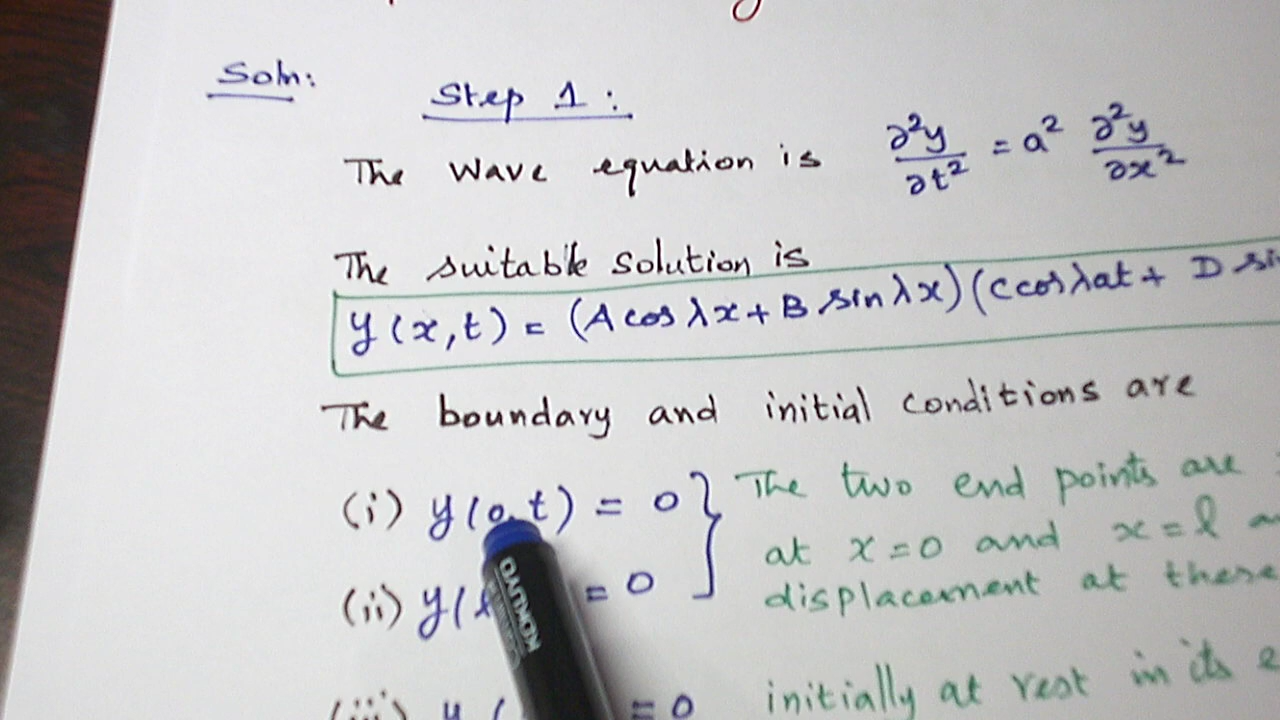 Soln:
Step 1:
The wave equation is ∂²y/∂t² = a² ∂²y/∂x²
The suitable solution is
y(x,t) = (A cos λx + B sin λx)(C cos λat + D
The boundary and initial conditions are
(i) y(0,t) = 0 } The two end points are
at x=0 and x=l
(ii) y(l = 0
displacement at these
= 0 initially at rest in its
KOKUYO